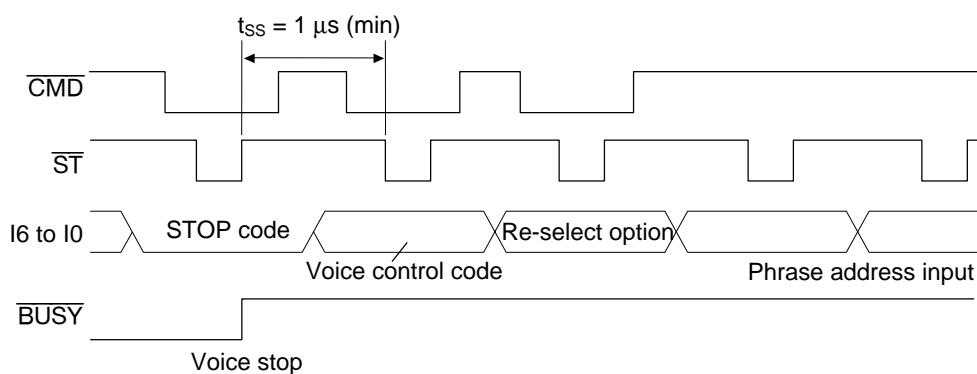 t_SS = 1 μs (min)
CMD
ST
I6 to I0
STOP code
Re-select option
Voice control code
Phrase address input
BUSY
Voice stop